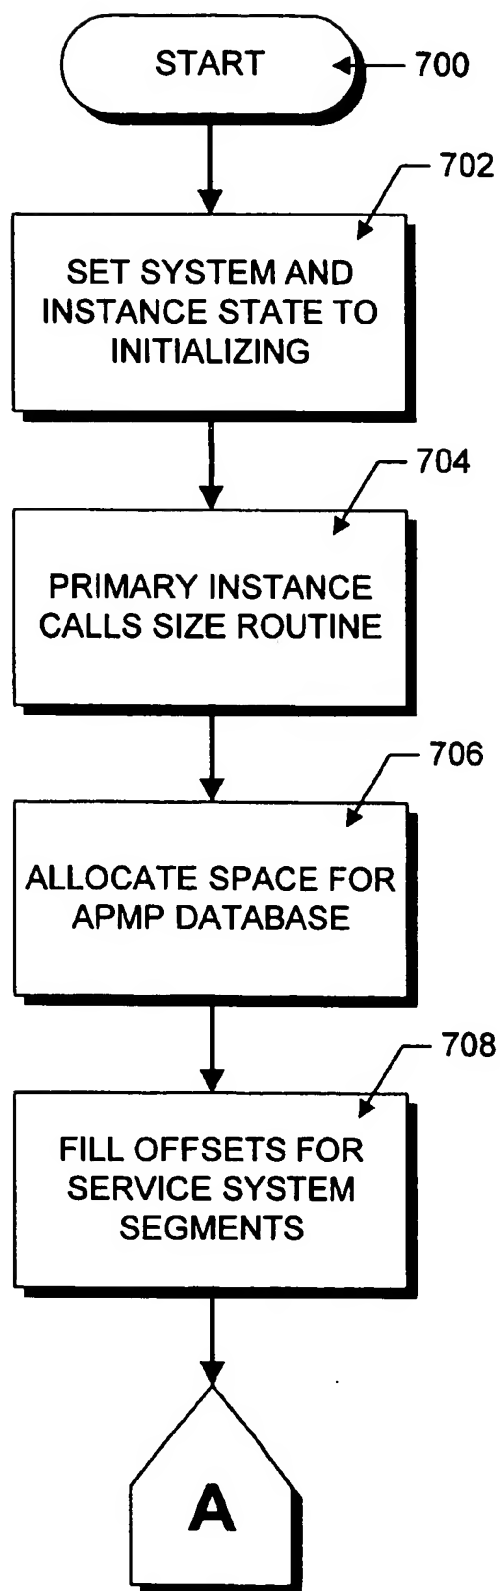 START
700
702
SET SYSTEM AND
INSTANCE STATE TO
INITIALIZING
704
PRIMARY INSTANCE
CALLS SIZE ROUTINE
706
ALLOCATE SPACE FOR
APMP DATABASE
708
FILL OFFSETS FOR
SERVICE SYSTEM
SEGMENTS
A